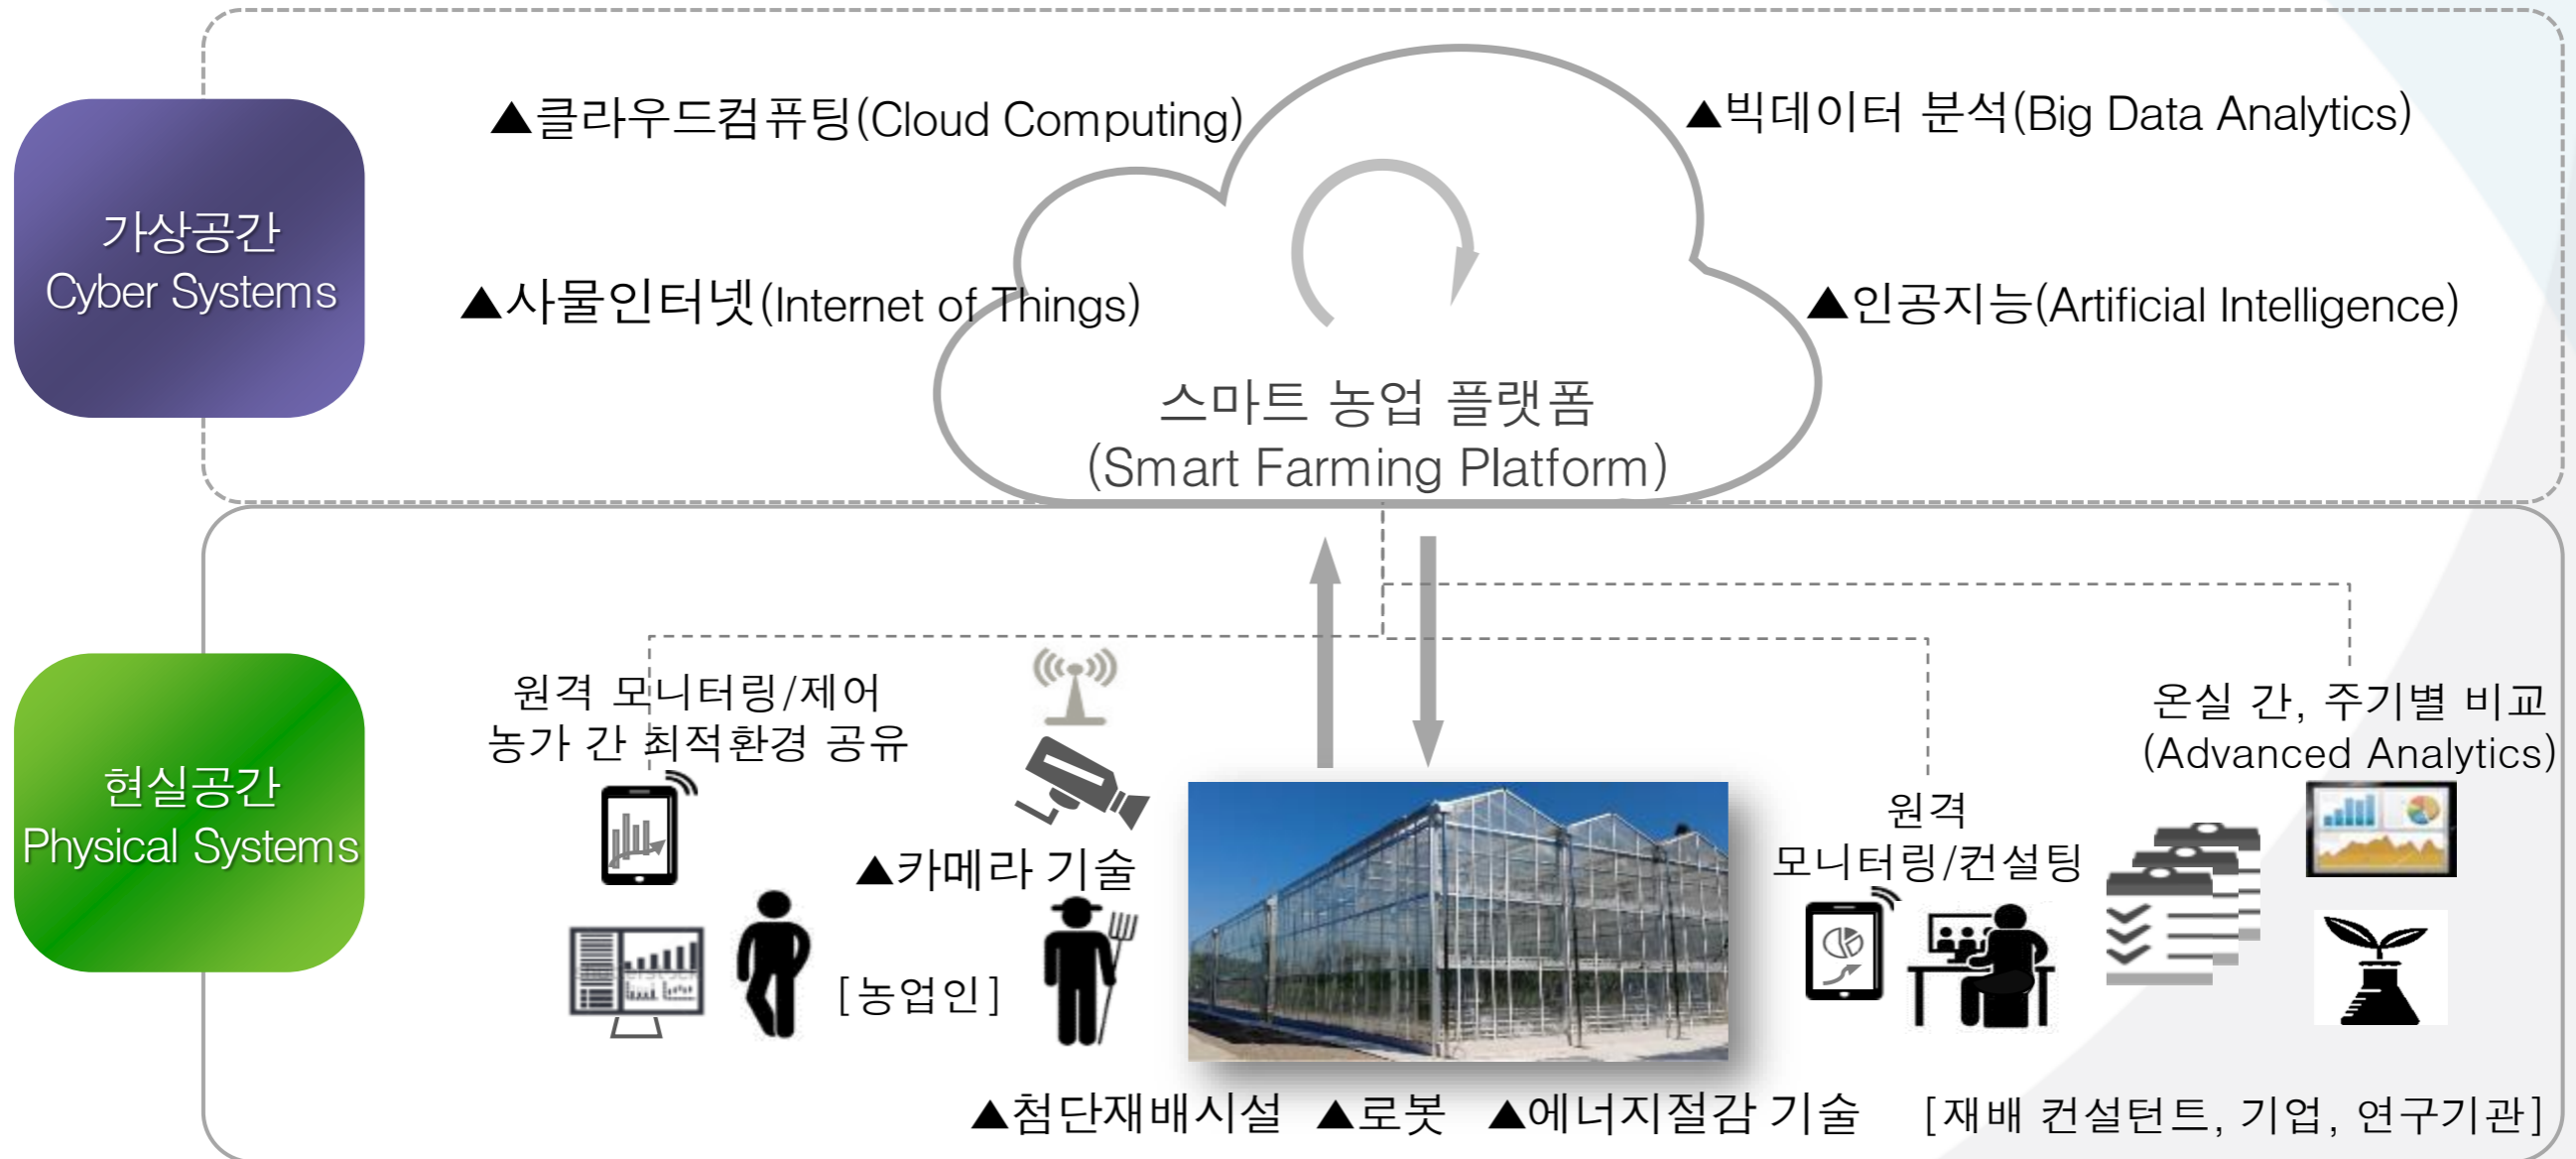 ▲클라우드컴퓨팅(Cloud Computing)
▲빅데이터 분석(Big Data Analytics)
가상공간
Cyber Systems
▲사물인터넷(Internet of Things)
▲인공지능(Artificial Intelligence)
스마트 농업 플랫폼
(Smart Farming Platform)
현실공간
Physical Systems
원격 모니터링/제어
농가 간 최적환경 공유
▲카메라 기술
[농업인]
원격
모니터링/컨설팅
온실 간, 주기별 비교
(Advanced Analytics)
▲첨단재배시설 ▲로봇 ▲에너지절감 기술
[재배 컨설턴트, 기업, 연구기관]